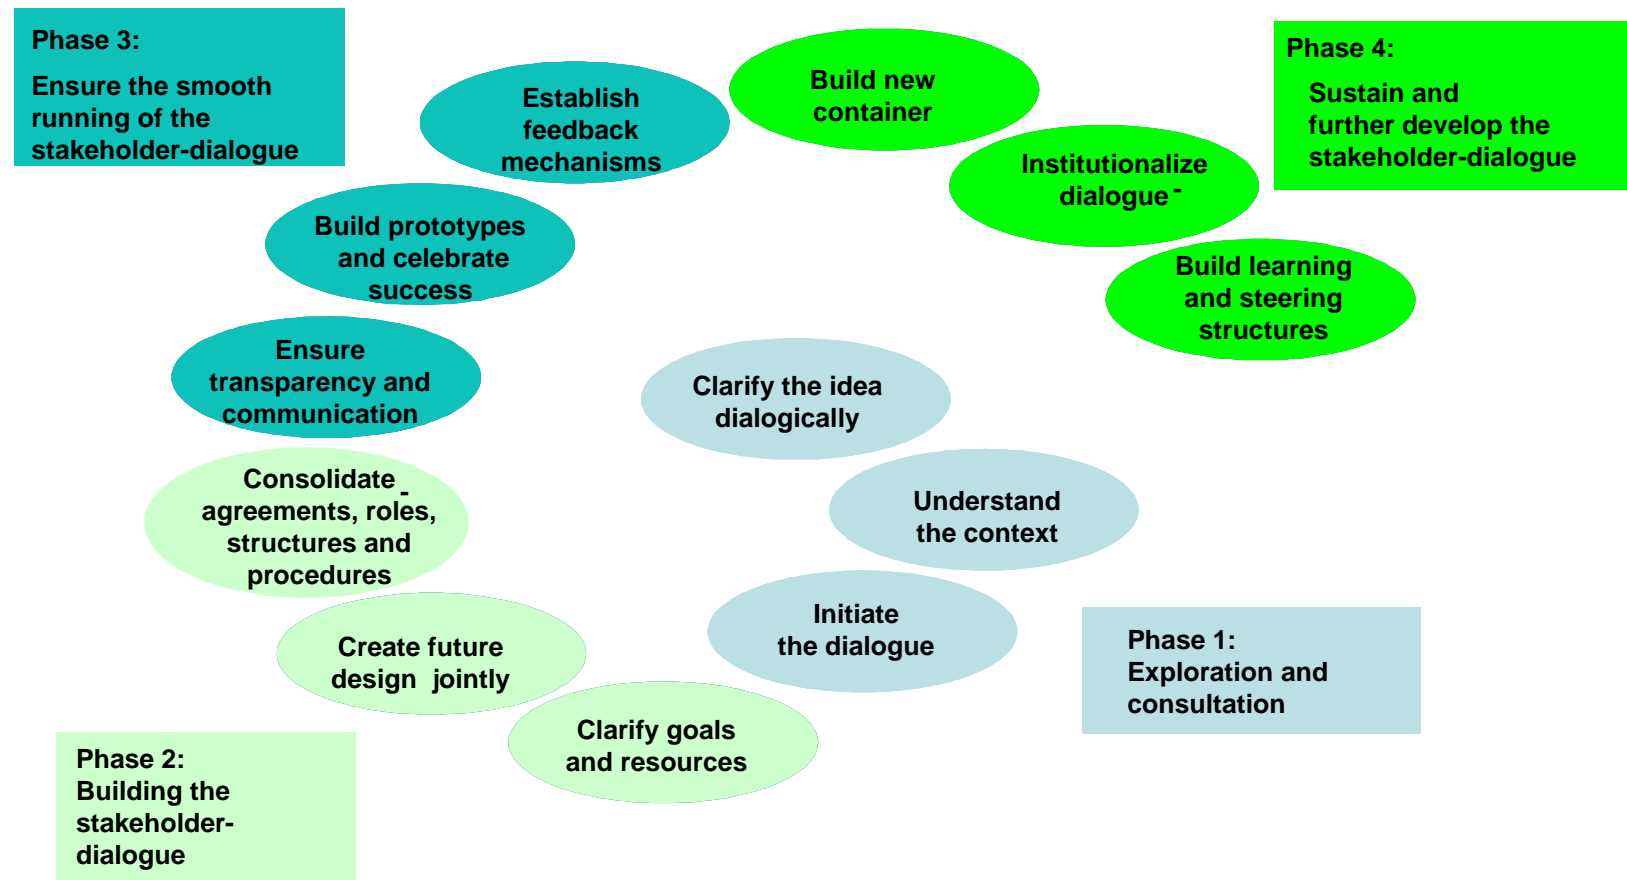 Phase 3:
Ensure the smooth
running of the
stakeholder-dialogue
Establish
feedback
mechanisms
Build new
container
Phase 4:
Sustain and
further develop the
stakeholder-dialogue
Institutionalize
dialogue-
Build prototypes
and celebrate
success
Build learning
and steering
structures
Ensure
transparency and
communication
Clarify the idea
dialogically
Consolidate
-
agreements, roles,
structures and
procedures
Understand
the context
Initiate
the dialogue
Create future
design jointly
Phase 1:
Exploration and
consultation
Clarify goals
and resources
Phase 2:
Building the
stakeholder-
dialogue